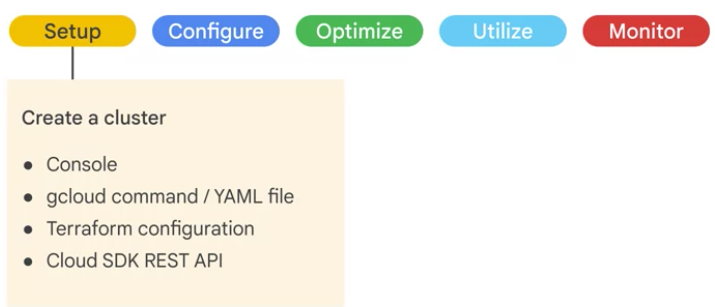 Setup Configure Optimize Utilize Monitor
Create a cluster
● Console
● gcloud command / YAML file
● Terraform configuration
● Cloud SDK REST API